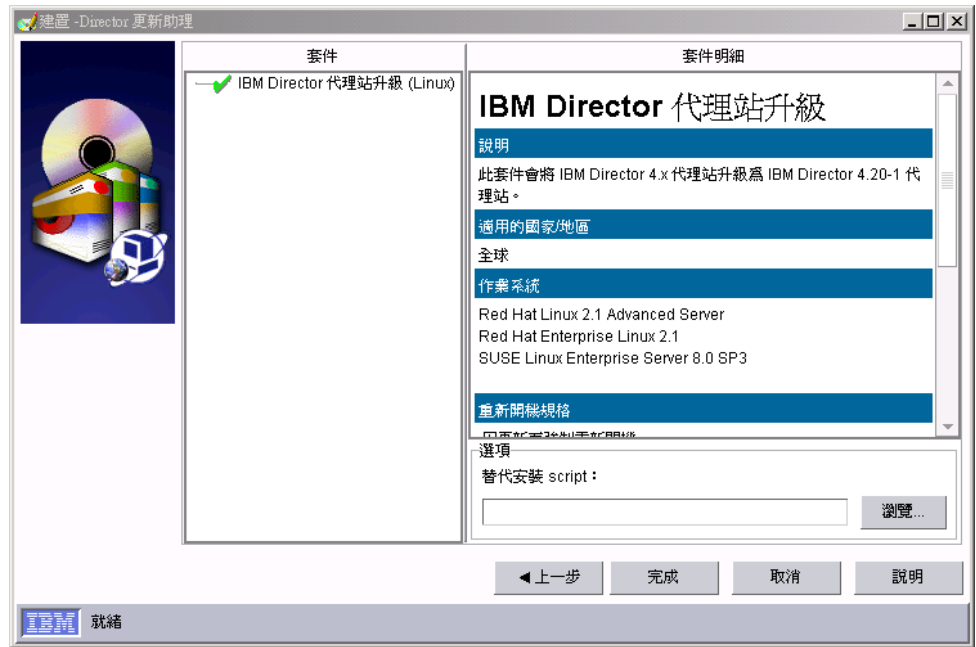 建置 -Director 更新助理
套件
套件明細
IBM Director 代理站升級 (Linux)
IBM Director 代理站升級
說明
此套件會將 IBM Director 4.x 代理站升級為 IBM Director 4.20-1 代
理站。
適用的國家/地區
全球
作業系統
Red Hat Linux 2.1 Advanced Server
Red Hat Enterprise Linux 2.1
SUSE Linux Enterprise Server 8.0 SP3
重新開機規格
選項
替代安裝 script：
瀏覽...
上一步
完成
取消
說明
IBM
就緒